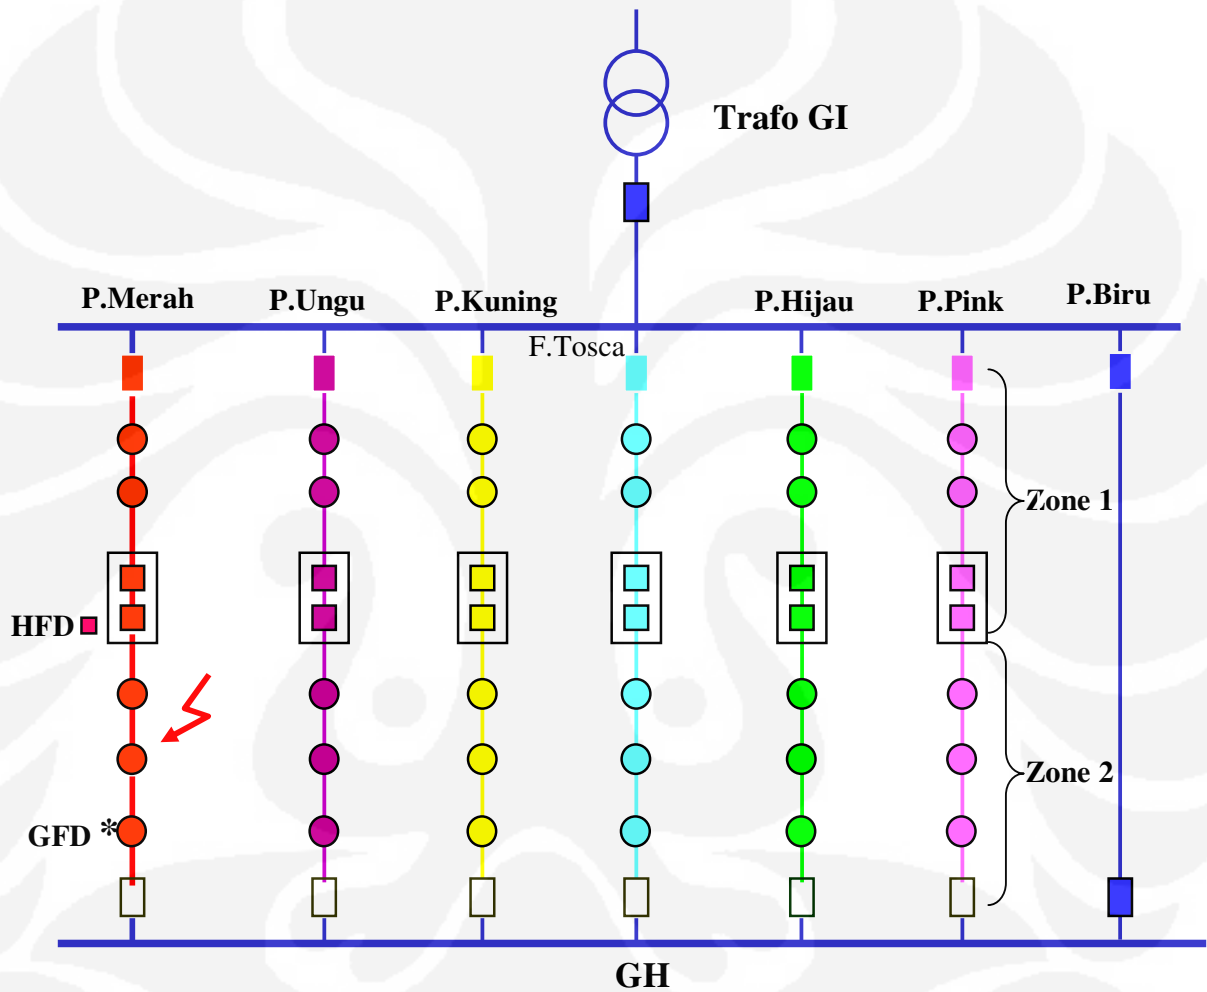 Trafo GI
P.Merah
P.Ungu
P.Kuning
P.Hijau
P.Pink
P.Biru
F.Tosca
Zone 1
HFD
Zone 2
GFD *
GH